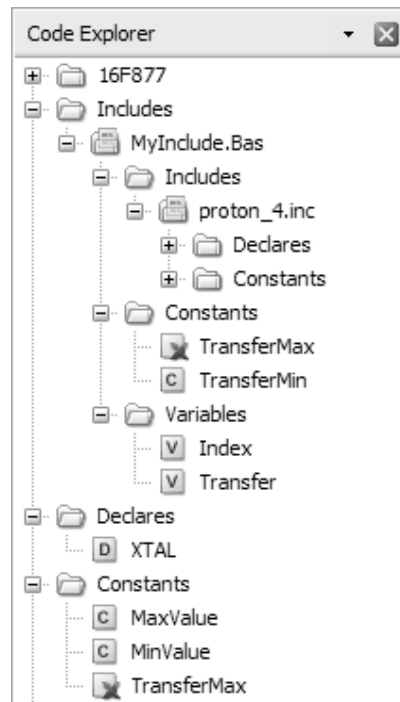 Code Explorer
16F877
Includes
MyInclude.Bas
Includes
proton_4.inc
Declares
Constants
Constants
TransferMax
C TransferMin
Variables
V Index
V Transfer
Declares
D XTAL
Constants
C MaxValue
C MinValue
TransferMax